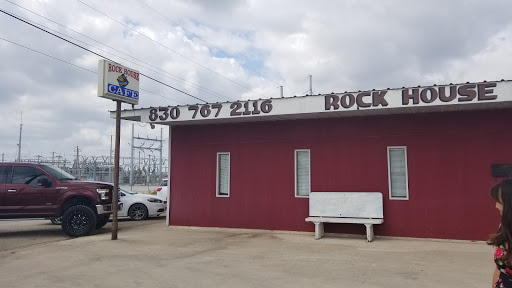 ROCK HOUSE
CAFE
830 767 2116 ROCK HOUSE